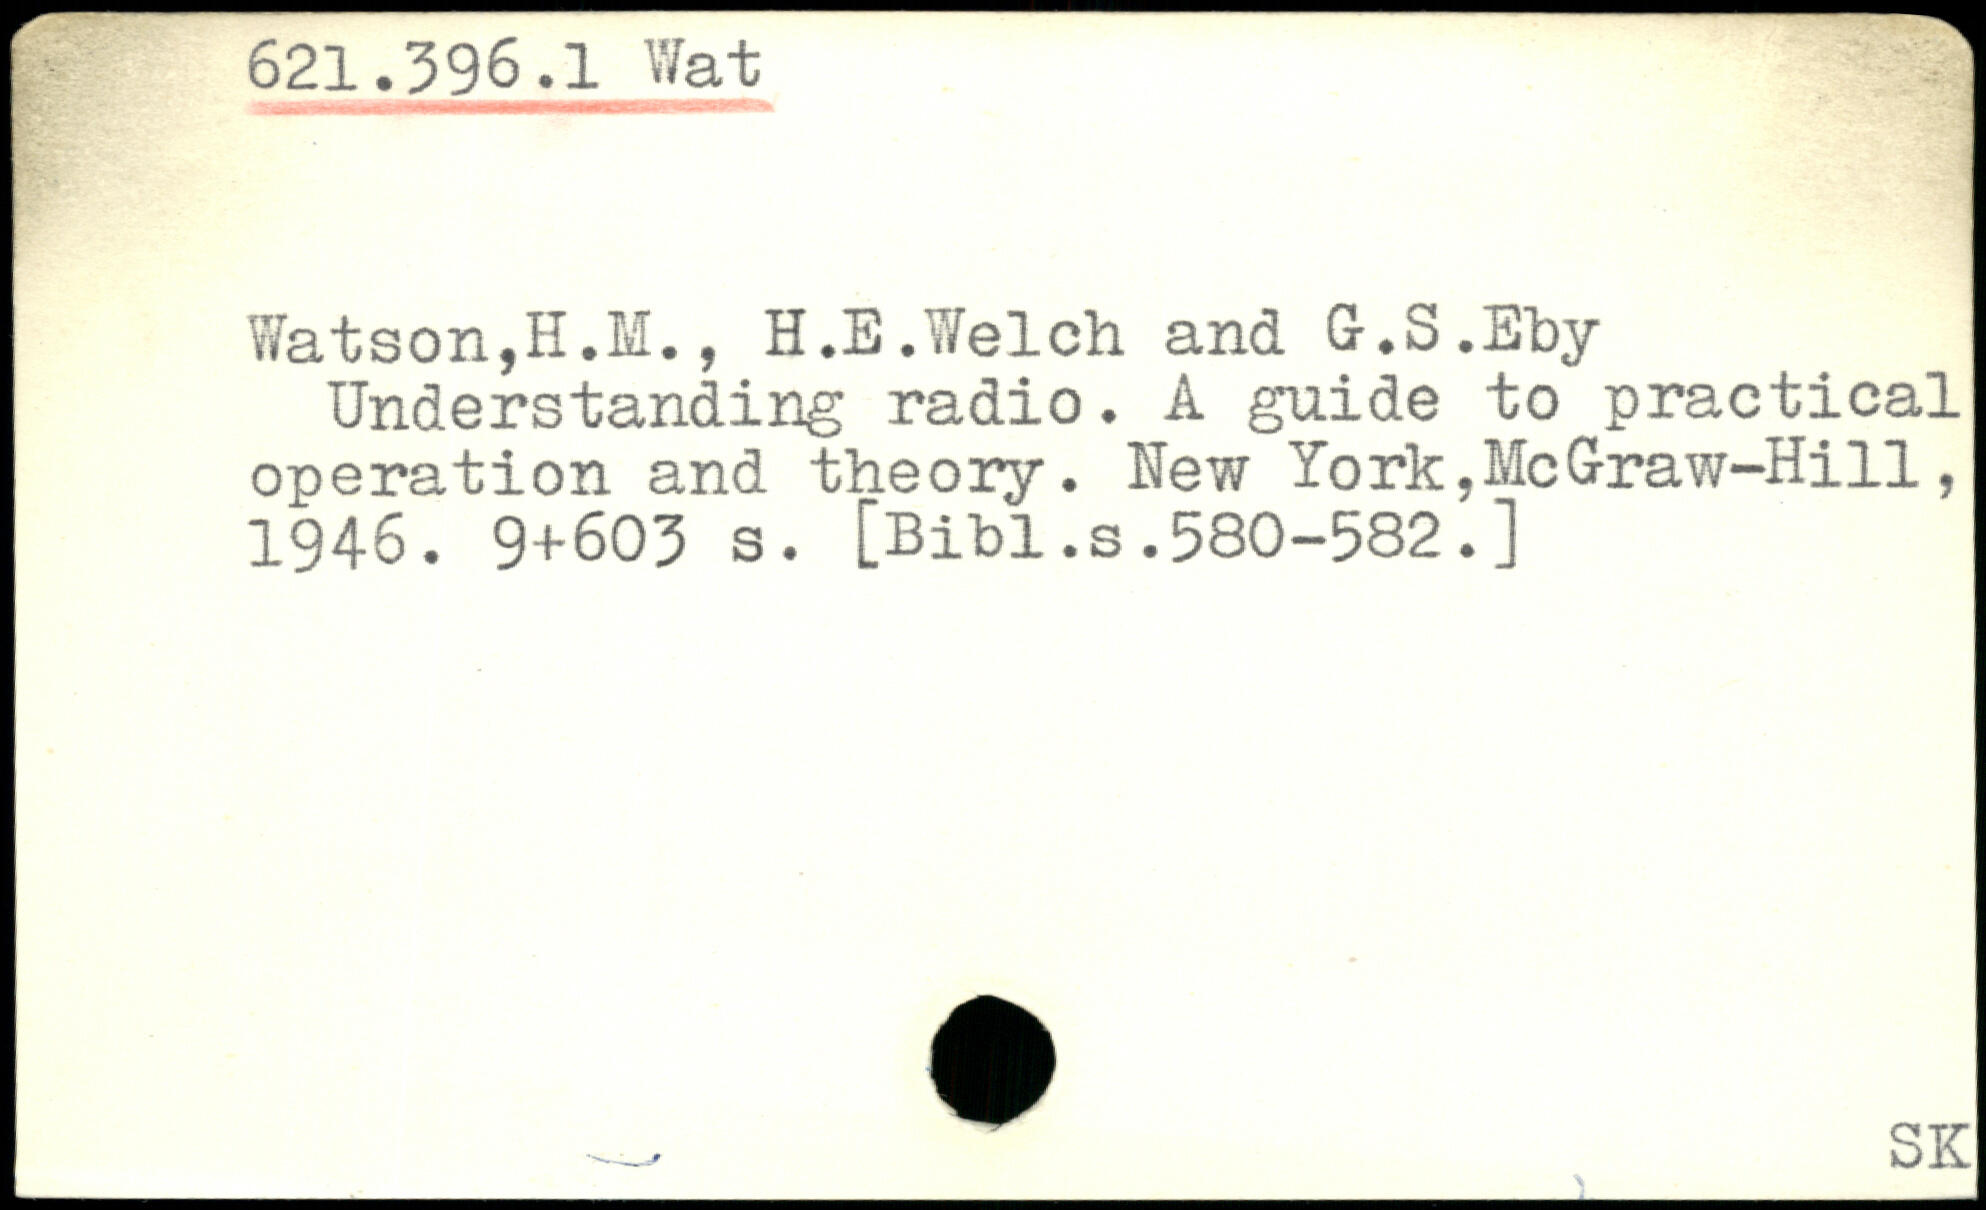 621.396.1 Wat
Watson,H.M., H.E.Welch and G.S.Eby
Understanding radio. A guide to practical
operation and theory. New York,McGraw-Hill,
1946. 9+603 s. [Bibl.s.580-582.]
SK